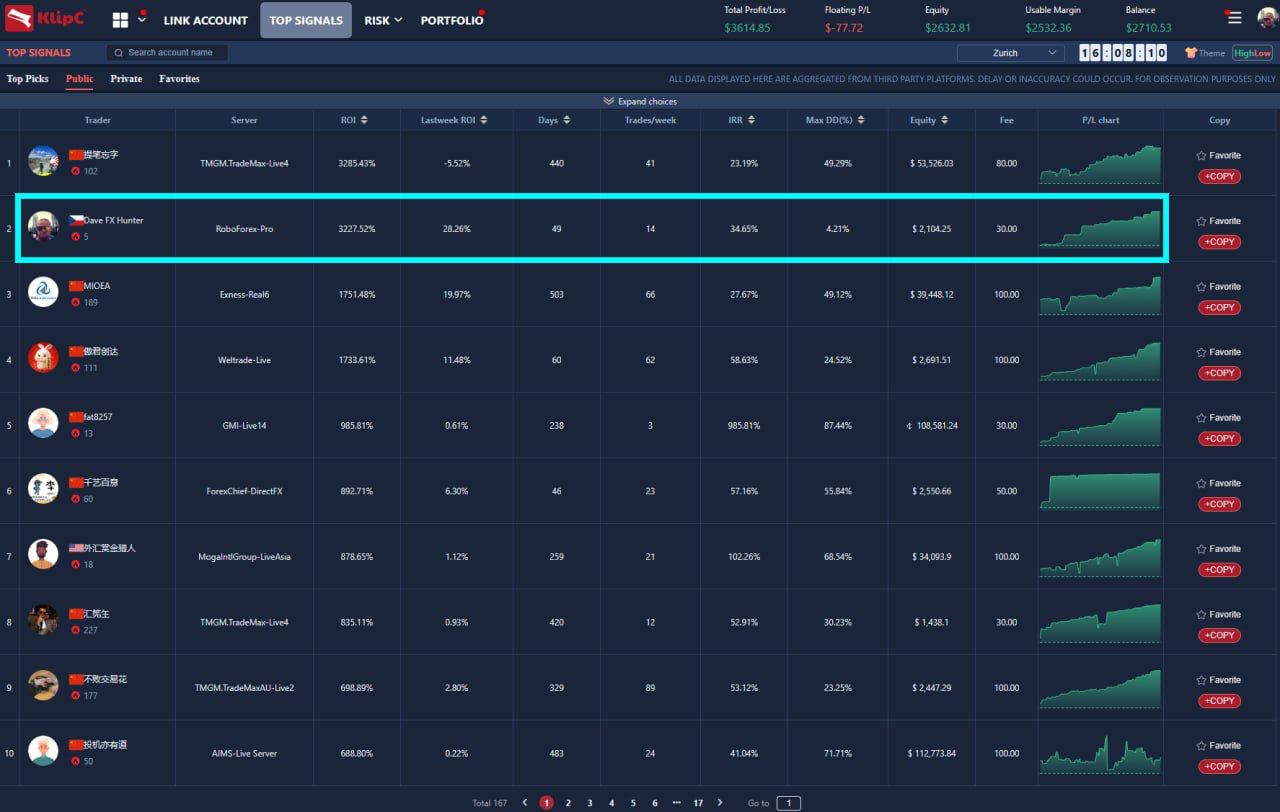 KlipC
LINK ACCOUNT
TOP SIGNALS
RISK
PORTFOLIO
Total Profit/Loss
$3614.85
Floating P/L
$-77.72
Equity
$2632.81
Usable Margin
$2532.36
Balance
$2710.53
TOP SIGNALS
Search account name
Zurich
16:08:10
Theme
HighLow
Top Picks Public Private Favorites
ALL DATA DISPLAYED HERE ARE AGGREGATED FROM THIRD PARTY PLATFORMS. DELAY OR INACCURACY COULD OCCUR. FOR OBSERVATION PURPOSES ONLY
Expand choices
Trader Server ROI Lastweek ROI Days Trades/week IRR Max DD(%) Equity Fee P/L chart Copy
1 提笔忘字 102 TMGM.TradeMax-Live4 3285.43% -5.52% 440 41 23.19% 49.29% $ 53,526.03 80.00 Favorite +COPY
2 Dave FX Hunter 5 RoboForex-Pro 3227.52% 28.26% 49 14 34.65% 4.21% $ 2,104.25 30.00 Favorite +COPY
3 MIOEA 189 Exness-Real6 1751.48% 19.97% 503 66 27.67% 49.12% $ 39,448.12 100.00 Favorite +COPY
4 傲君创达 111 Weltrade-Live 1733.61% 11.48% 60 62 58.63% 24.52% $ 2,691.51 100.00 Favorite +COPY
5 fat8257 13 GMI-Live14 985.81% 0.61% 238 3 985.81% 87.44% ¢ 108,581.24 30.00 Favorite +COPY
6 千艺百意 60 ForexChief-DirectFX 892.71% 6.30% 46 23 57.16% 55.84% $ 2,550.66 50.00 Favorite +COPY
7 外汇赏金猎人 18 MogaIntlGroup-LiveAsia 878.65% 1.12% 259 21 102.26% 68.54% $ 34,093.9 100.00 Favorite +COPY
8 汇筅玍 227 TMGM.TradeMax-Live4 835.11% 0.93% 420 12 52.91% 30.23% $ 1,438.1 30.00 Favorite +COPY
9 不败交易花 177 TMGM.TradeMaxAU-Live2 698.89% 2.80% 329 89 53.12% 23.25% $ 2,447.29 100.00 Favorite +COPY
10 投机亦有道 50 AIMS-Live Server 688.80% 0.22% 483 24 41.04% 71.71% $ 112,773.84 100.00 Favorite +COPY
Total 167 1 2 3 4 5 6 ··· 17 Go to 1